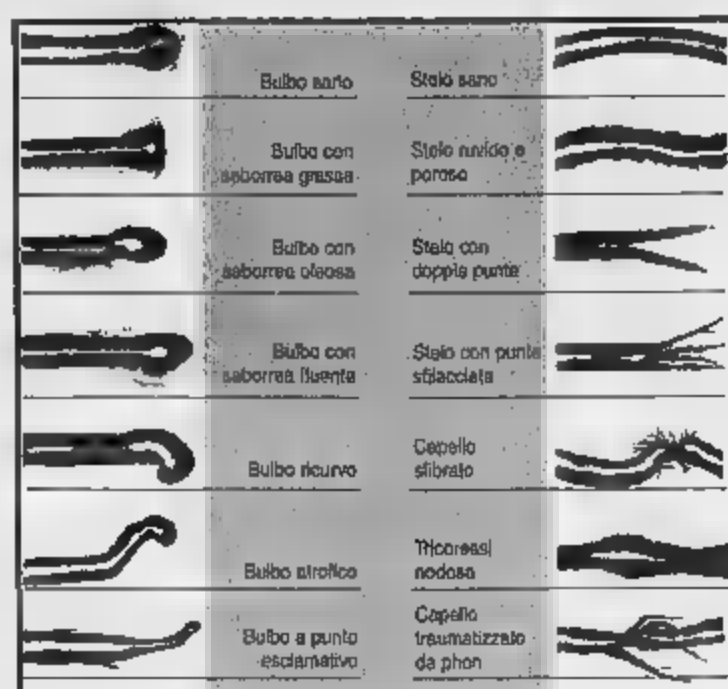 Bulbo sano
Bulbo con
seborrea grassa
Bulbo con
seborrea oleosa
Bulbo con
seborrea fluente
Bulbo ricurvo
Bulbo atrofico
Bulbo a punto
esclamativo
Stelo sano
Stelo ruvido e
poroso
Stelo con
doppie punte
Stelo con punte
sfilacciate
Capello
sfibrato
Tricoressi
nodosa
Capello
traumatizzato
da phon